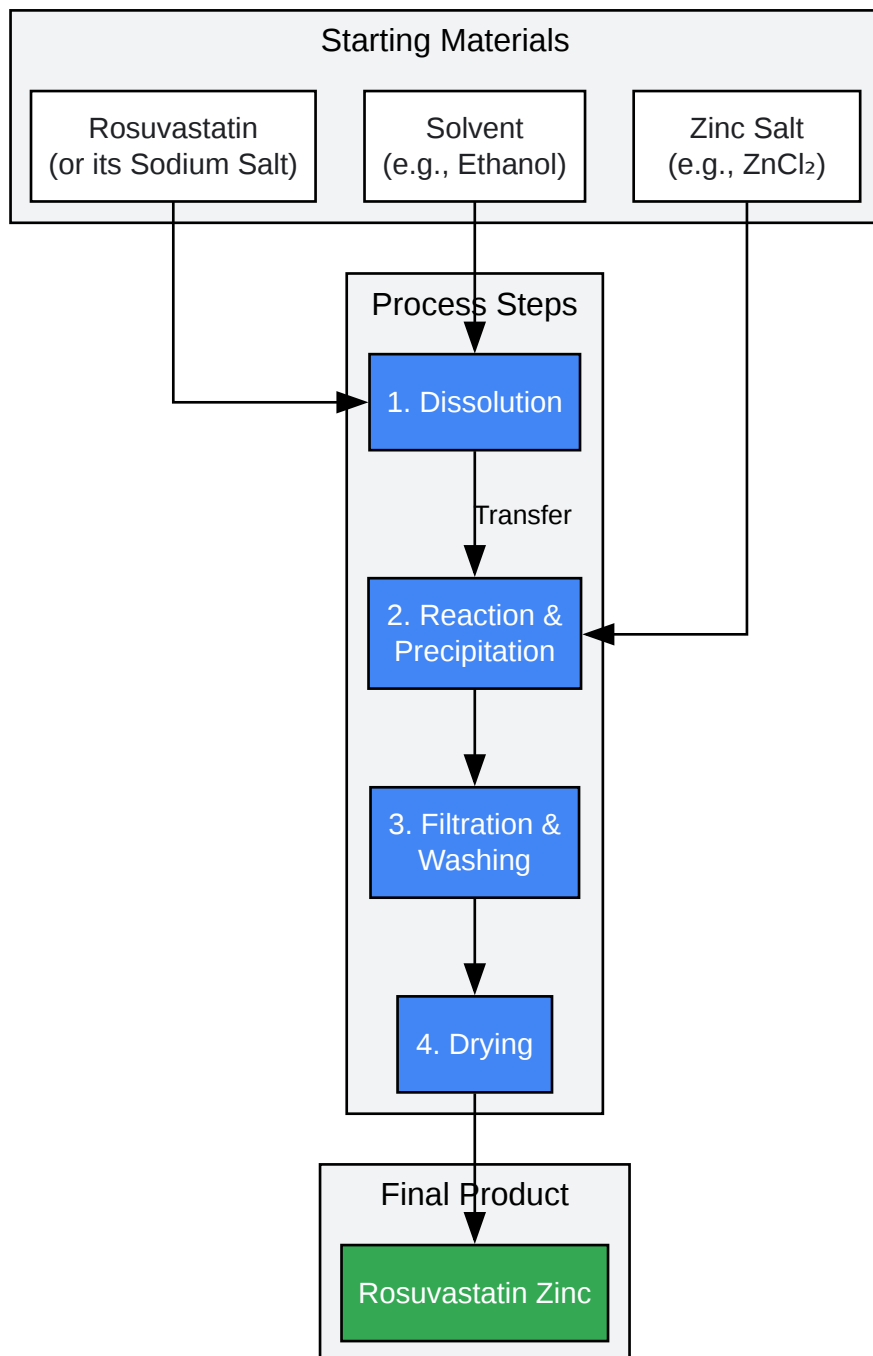 Starting Materials
Rosuvastatin
(or its Sodium Salt)
Solvent
(e.g., Ethanol)
Zinc Salt
(e.g., ZnCl₂)
Process Steps
1. Dissolution
Transfer
2. Reaction &
Precipitation
3. Filtration &
Washing
4. Drying
Final Product
Rosuvastatin Zinc